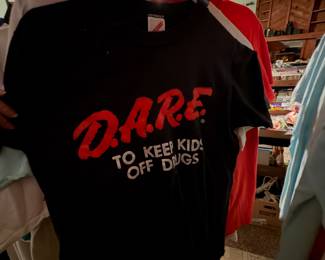 D.A.R.E.
TO KEEP KIDS
OFF DRUGS